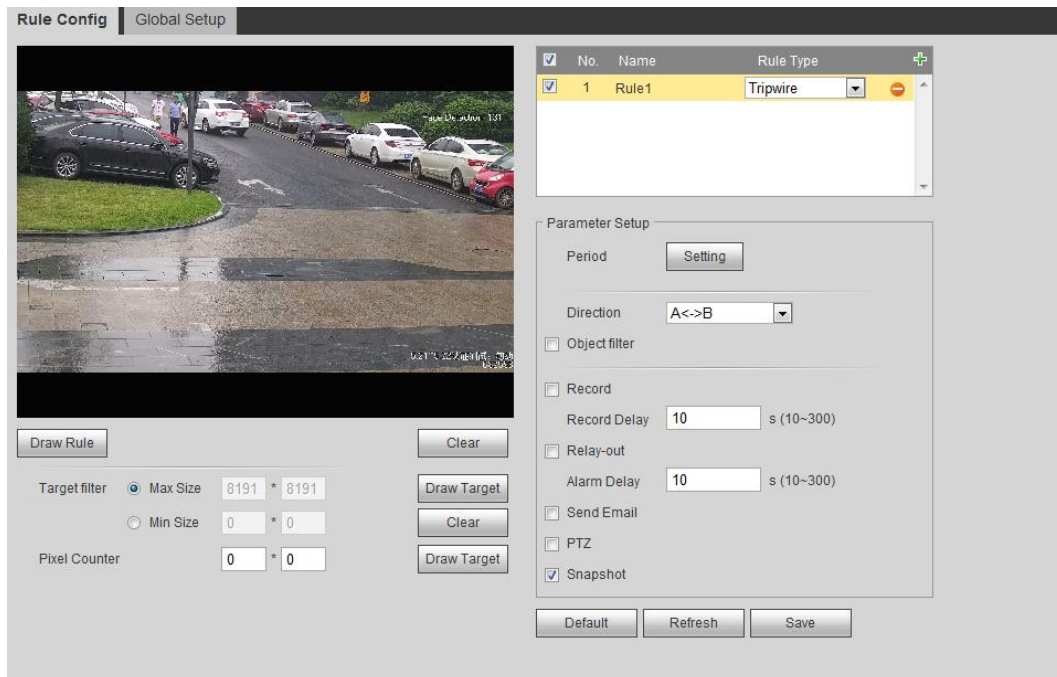 Rule Config Global Setup
No. Name Rule Type
1 Rule1 Tripwire
Parameter Setup
Period Setting
Direction A<->B
Object filter
Record
Record Delay 10 s (10~300)
Relay-out
Alarm Delay 10 s (10~300)
Send Email
PTZ
Snapshot
Default Refresh Save
Draw Rule Clear
Target filter Max Size 8191 * 8191 Draw Target
Min Size 0 * 0 Clear
Pixel Counter 0 * 0 Draw Target